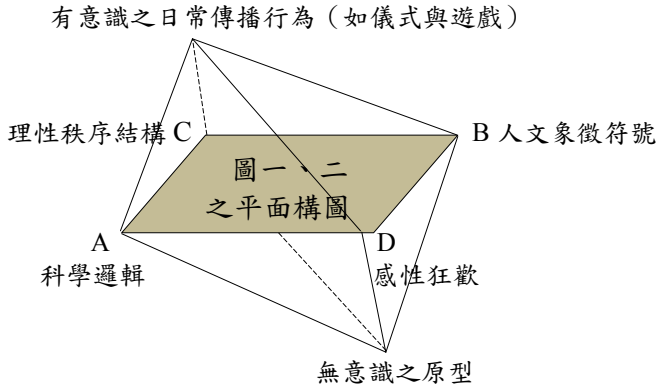 有意識之日常傳播行為（如儀式與遊戲）
理性秩序結構 C
B 人文象徵符號
圖一、二
之平面構圖
A
D
科學邏輯
感性狂歡
無意識之原型